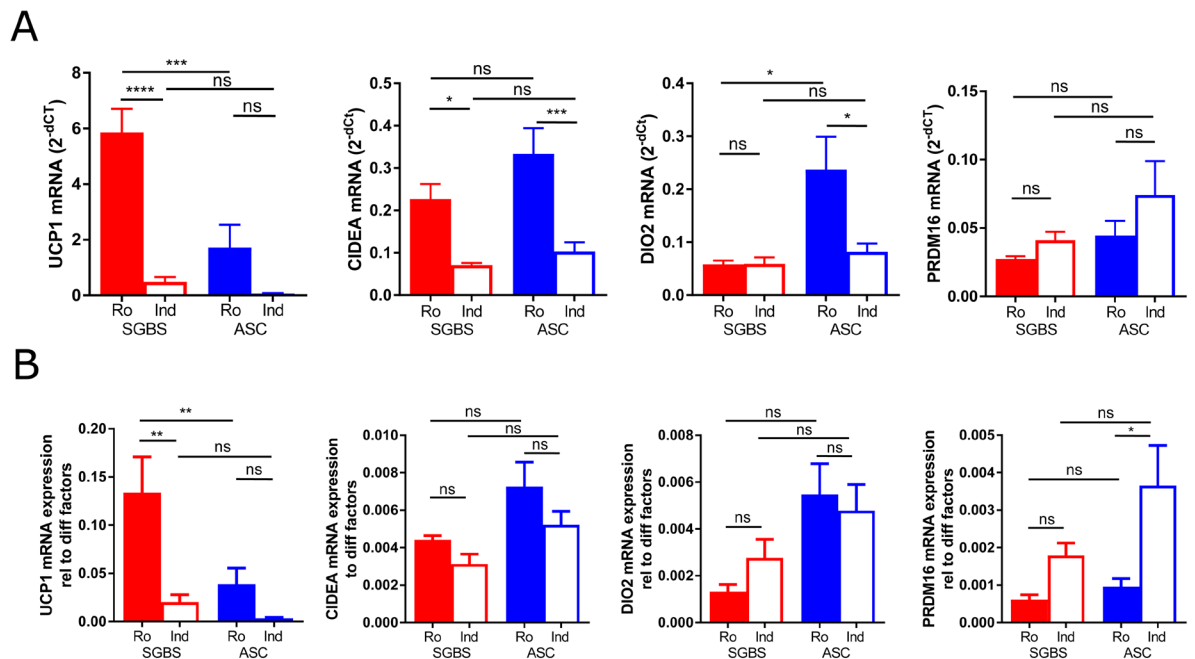 A
UCP1 mRNA (2^-dCT)
8
6
4
2
0
***
ns
****
ns
Ro Ind Ro Ind
SGBS ASC
CIDEA mRNA (2^-dCt)
0.5
0.4
0.3
0.2
0.1
0.0
ns
ns
*
***
Ro Ind Ro Ind
SGBS ASC
DIO2 mRNA (2^-dCt)
0.4
0.3
0.2
0.1
0.0
*
ns
*
ns
Ro Ind Ro Ind
SGBS ASC
PRDM16 mRNA (2^-dCT)
0.15
0.10
0.05
0.00
ns
ns
ns
ns
Ro Ind Ro Ind
SGBS ASC
B
UCP1 mRNA expression
rel to diff factors
0.20
0.15
0.10
0.05
0.00
**
**
ns
ns
Ro Ind Ro Ind
SGBS ASC
CIDEA mRNA expression
to diff factors
0.010
0.008
0.006
0.004
0.002
0.000
ns
ns
ns
ns
Ro Ind Ro Ind
SGBS ASC
DIO2 mRNA expression
rel to diff factors
0.008
0.006
0.004
0.002
0.000
ns
ns
ns
ns
Ro Ind Ro Ind
SGBS ASC
PRDM16 mRNA expression
rel to diff factors
0.005
0.004
0.003
0.002
0.001
0.000
ns
*
ns
ns
Ro Ind Ro Ind
SGBS ASC